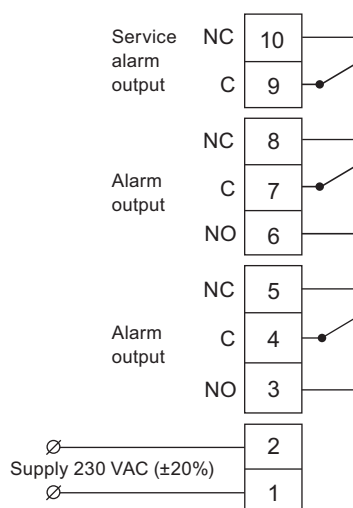 Service
alarm
output
NC 10
C 9
NC 8
Alarm
output
C 7
NO 6
NC 5
Alarm
output
C 4
NO 3
2
Supply 230 VAC (±20%)
1